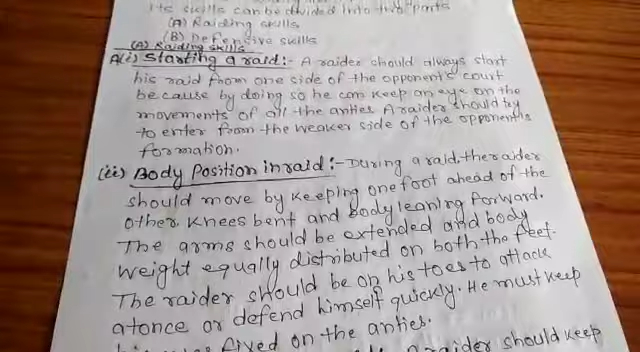 Its skills can be divided into two parts
(A) Raiding skills
(B) Defensive skills
(A) Raiding skills
A(i) Starting a raid:- A raider should always start
his raid from one side of the opponent's court
because by doing so he can keep an eye on the
movements of all the anties. A raider should try
to enter from the weaker side of the opponents
formation.
(ii) Body Position in raid:- During a raid, the raider
should move by keeping one foot ahead of the
other. Knees bent and body leaning forward.
The arms should be extended and body
weight equally distributed on both the feet.
The raider should be on his toes to attack
atonce or defend himself quickly. He must keep
fixed on the anties.
raider should keep